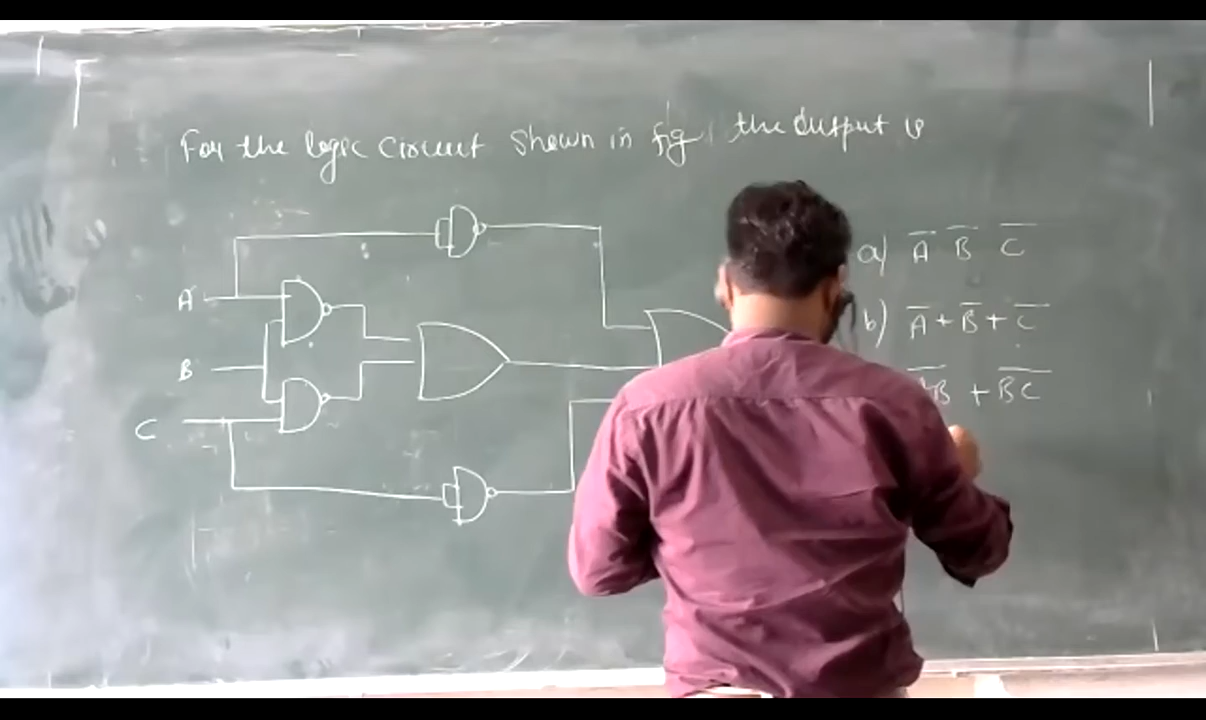 For the logic circuit shown in fig, the output is
a) A̅ B̅ C̅
A
b) A̅ + B̅ + C̅
B
B̅ + B̅C̅
C